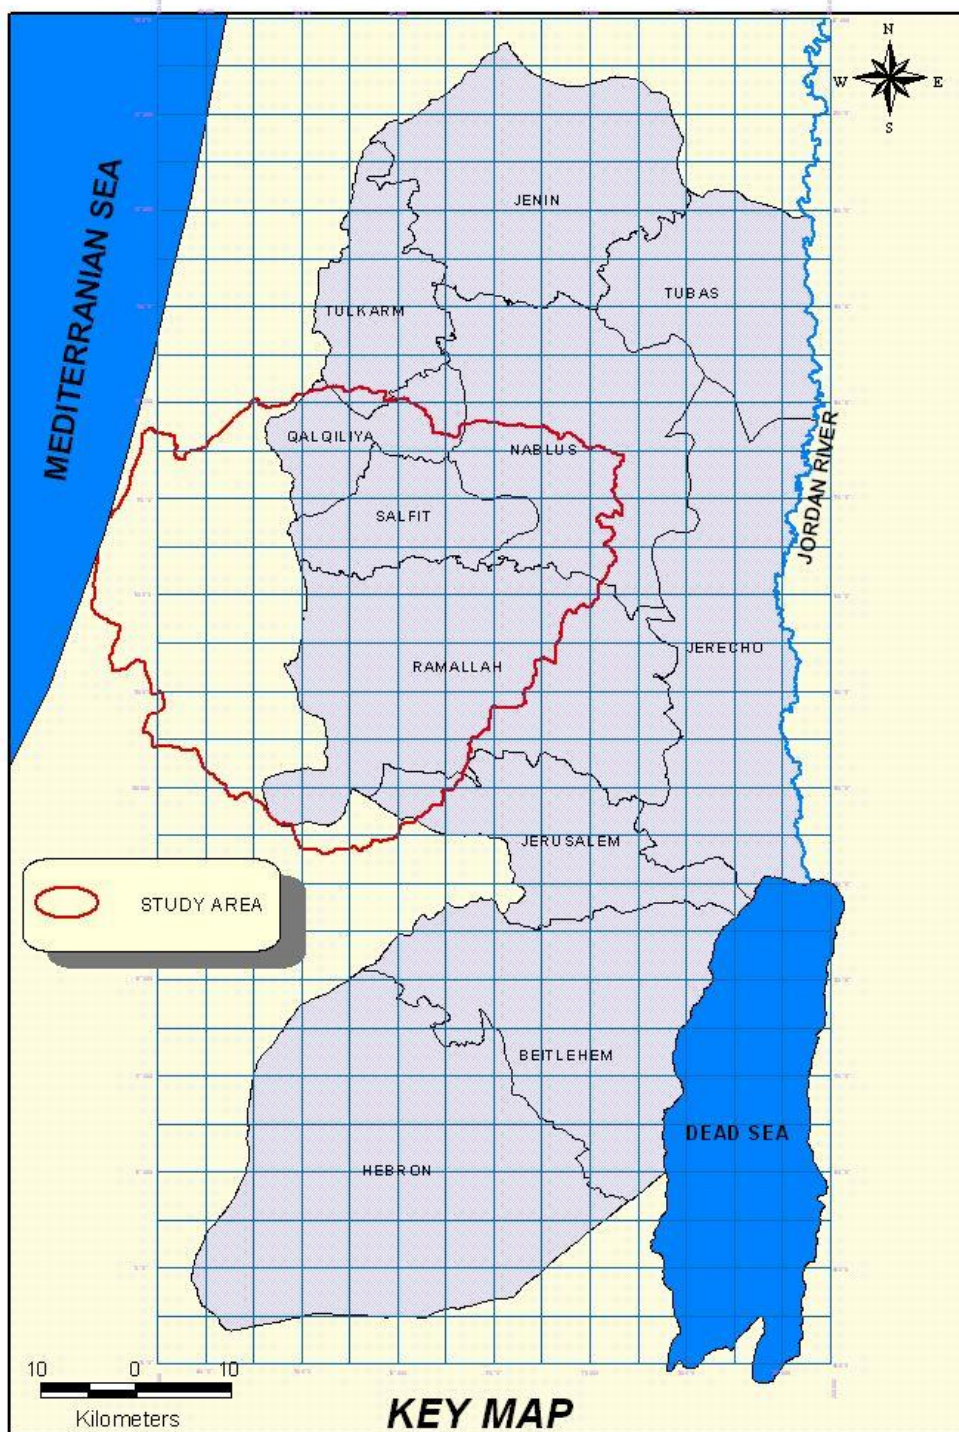 N
W E
S
MEDITERRANIAN SEA
JENIN
TUBAS
TULKARM
JORDAN RIVER
QALQILIYA
NABLUS
SALFIT
RAMALLAH
JERECHO
JERUSALEM
STUDY AREA
BEITLEHEM
DEAD SEA
HEBRON
10 0 10
Kilometers
KEY MAP